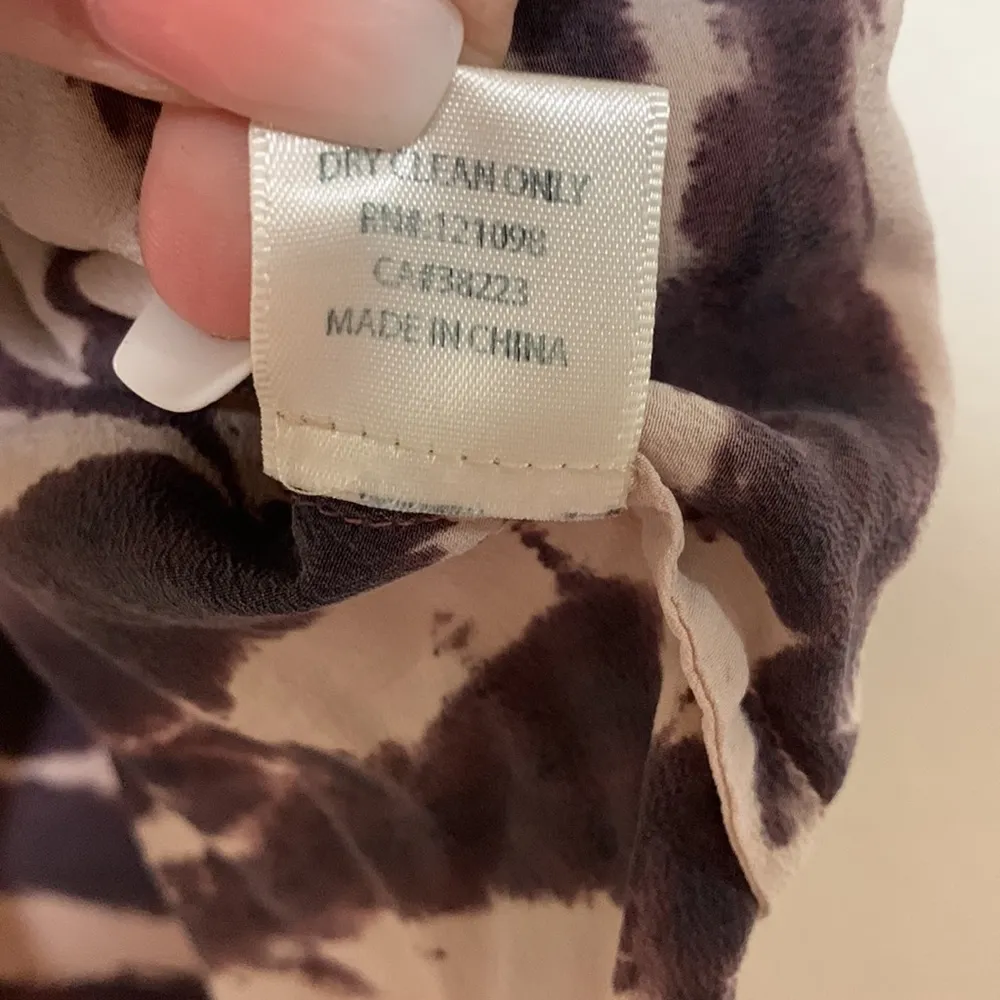 DRY CLEAN ONLY
RN#:121098
CA#38223
MADE IN CHINA